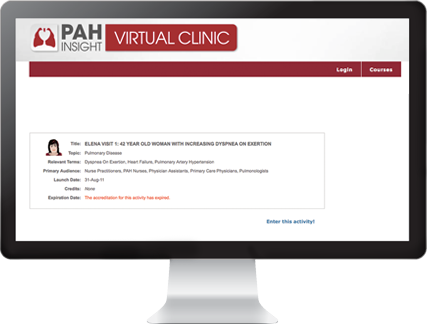 PAH
INSIGHT
VIRTUAL CLINIC
Login Courses
Title: ELENA VISIT 1: 42 YEAR OLD WOMAN WITH INCREASING DYSPNEA ON EXERTION
Topic: Pulmonary Disease
Relevant Terms: Dyspnea On Exertion, Heart Failure, Pulmonary Artery Hypertension
Primary Audience: Nurse Practitioners, PAH Nurses, Physician Assistants, Primary Care Physicians, Pulmonologists
Launch Date: 31-Aug-11
Credits: None
Expiration Date: The accreditation for this activity has expired.
Enter this activity!